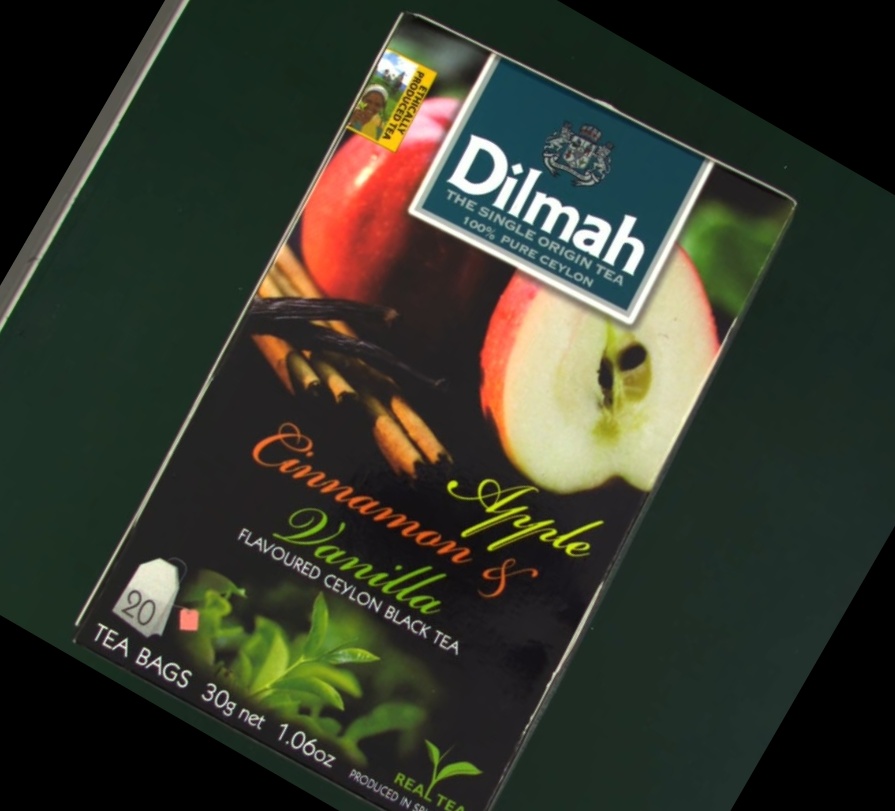 ETHICALLY
PRODUCED TEA
Dilmah
THE SINGLE ORIGIN TEA
100% PURE CEYLON
Apple
Cinnamon &
Vanilla
FLAVOURED CEYLON BLACK TEA
20
TEA BAGS 30g net 1.06oz
REAL TEA
PRODUCED IN